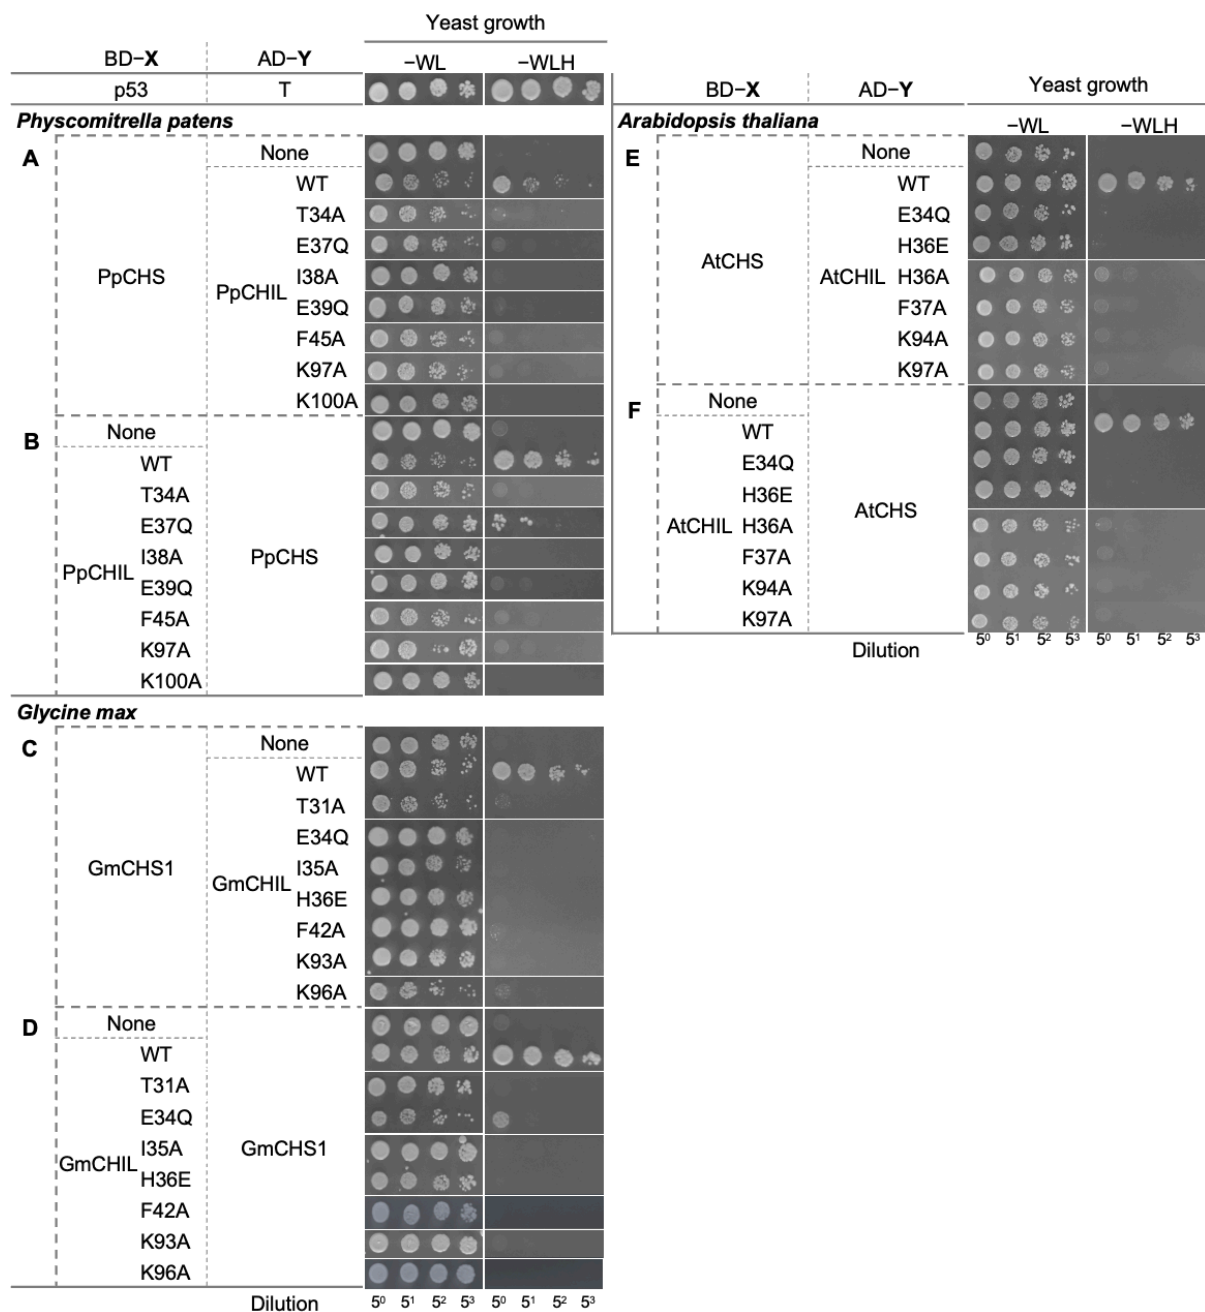 Yeast growth
BD−X AD−Y −WL −WLH
p53 T
Physcomitrella patens
A
PpCHS
None
PpCHIL
WT
T34A
E37Q
I38A
E39Q
F45A
K97A
K100A
B
None
PpCHIL
WT
T34A
E37Q
I38A
E39Q
F45A
K97A
K100A
PpCHS
Glycine max
C
GmCHS1
None
GmCHIL
WT
T31A
E34Q
I35A
H36E
F42A
K93A
K96A
D
None
GmCHIL
WT
T31A
E34Q
I35A
H36E
F42A
K93A
K96A
GmCHS1
Dilution 5⁰ 5¹ 5² 5³ 5⁰ 5¹ 5² 5³
BD−X AD−Y Yeast growth
Arabidopsis thaliana −WL −WLH
E
AtCHS
None
AtCHIL
WT
E34Q
H36E
H36A
F37A
K94A
K97A
F
None
AtCHIL
WT
E34Q
H36E
H36A
F37A
K94A
K97A
AtCHS
Dilution 5⁰ 5¹ 5² 5³ 5⁰ 5¹ 5² 5³